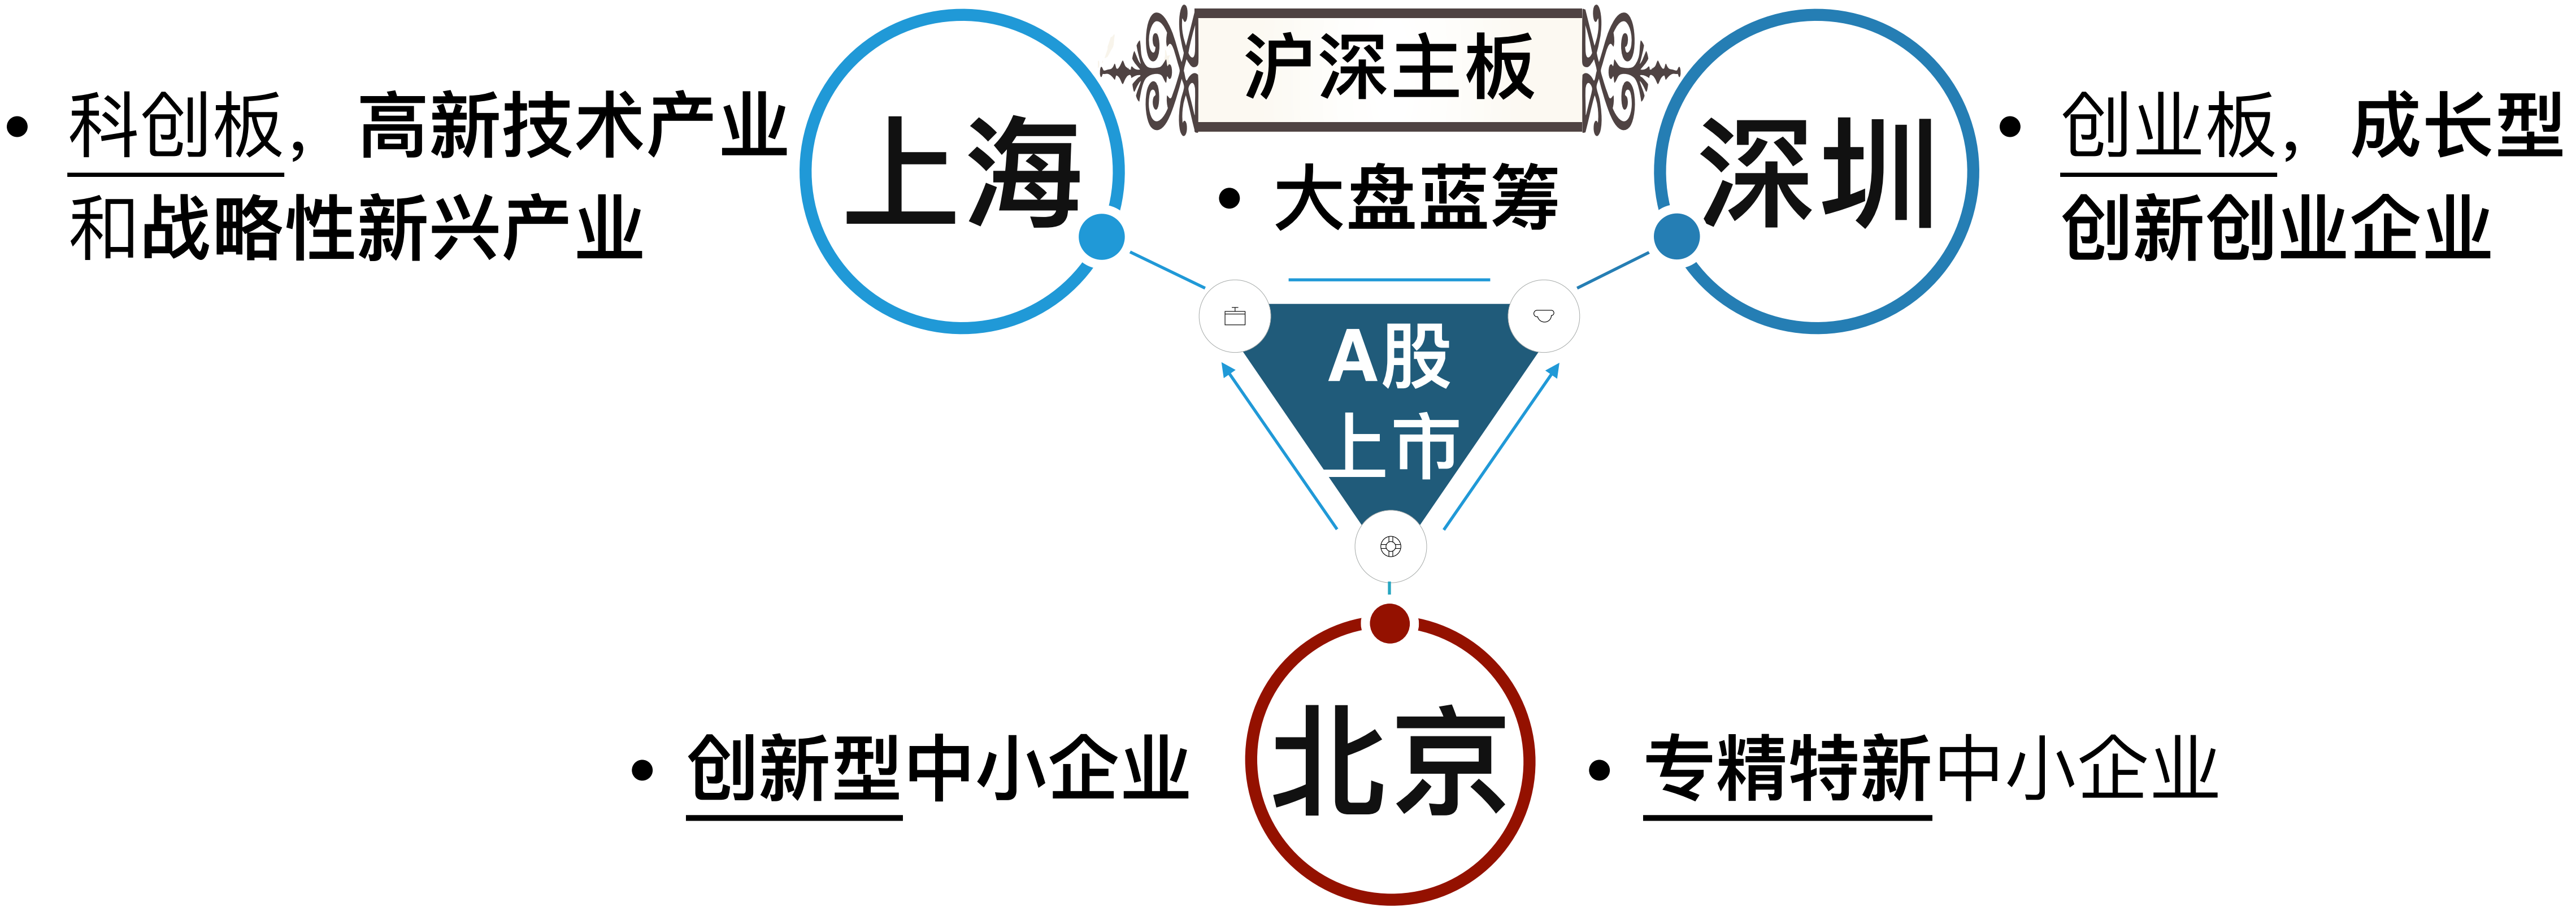 沪深主板
• 科创板，高新技术产业
和战略性新兴产业
上海
• 大盘蓝筹
深圳
• 创业板，成长型
创新创业企业
A股
上市
• 创新型中小企业
北京
• 专精特新中小企业